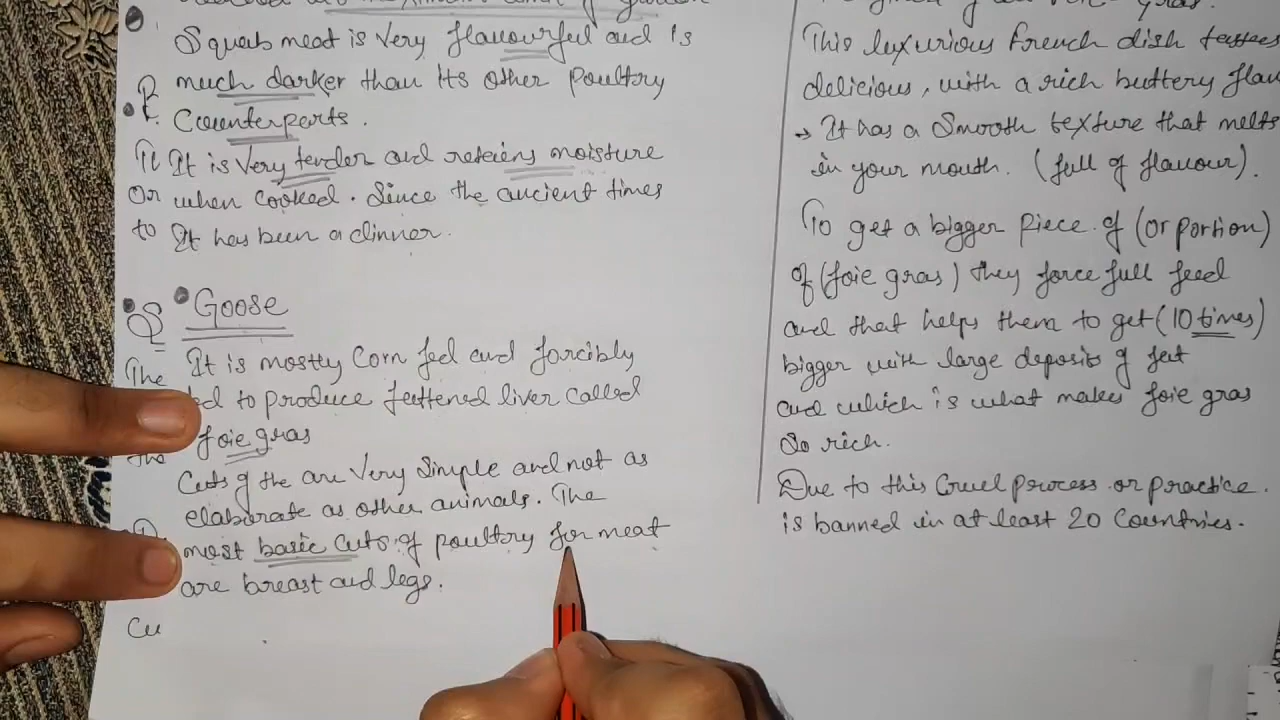 Squab meat is very flavourful and is
much darker than its other poultry
Counterparts.
It is very tender and retains moisture
when cooked. Since the ancient times
It has been a dinner.
Goose
It is mostly Corn fed and forcibly
to produce fattened liver called
foie gras
Cuts of the are very simple and not as
elaborate as other animals. The
most basic cuts of poultry for meat
are breast and legs.
The
the
Or
to
Cu
This luxurious French dish tastes
delicious, with a rich buttery flav
→ It has a Smooth texture that melts
in your mouth. (full of flavour).
To get a bigger piece of (or portion)
of (foie gras) they force full feed
and that helps them to get (10 times)
bigger with large deposits of fat
and which is what makes foie gras
So rich.
Due to this Cruel process or practice.
is banned in at least 20 Countries.